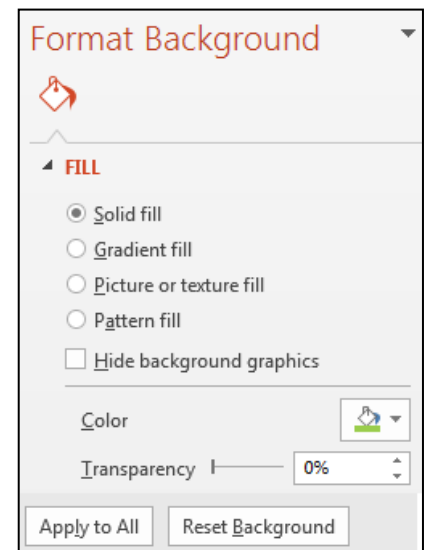 Format Background
FILL
Solid fill
Gradient fill
Picture or texture fill
Pattern fill
Hide background graphics
Color
Transparency 0%
Apply to All Reset Background